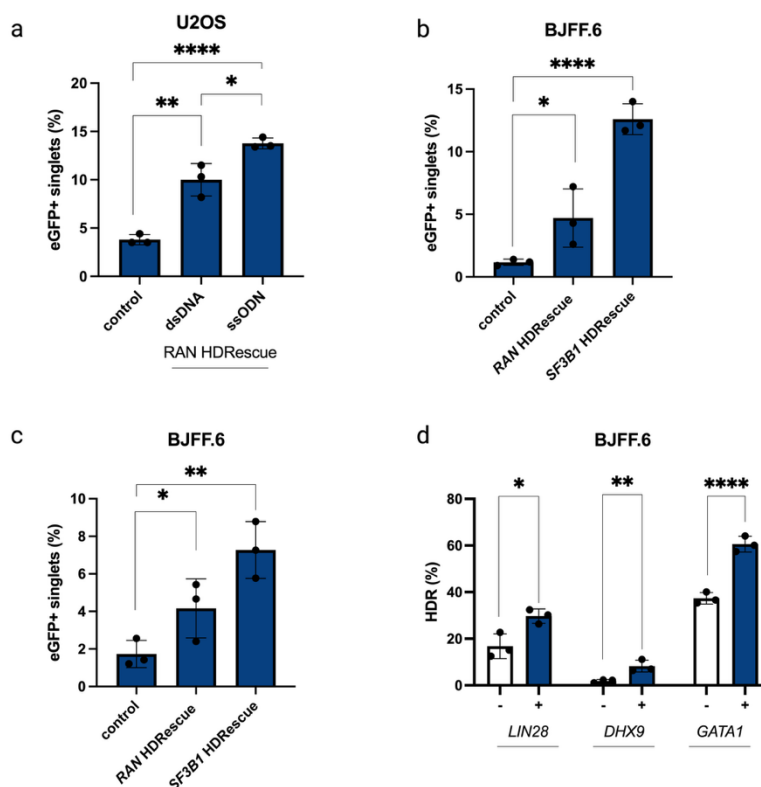 a
U2OS
****
**
*
eGFP+ singlets (%)
20
15
10
5
0
control
dsDNA
ssODN
RAN HDRescue
b
BJFF.6
****
*
eGFP+ singlets (%)
15
10
5
0
control
RAN HDRescue
SF3B1 HDRescue
c
BJFF.6
**
*
eGFP+ singlets (%)
10
8
6
4
2
0
control
RAN HDRescue
SF3B1 HDRescue
d
BJFF.6
* ** ****
HDR (%)
80
60
40
20
0
- + - + - +
LIN28 DHX9 GATA1